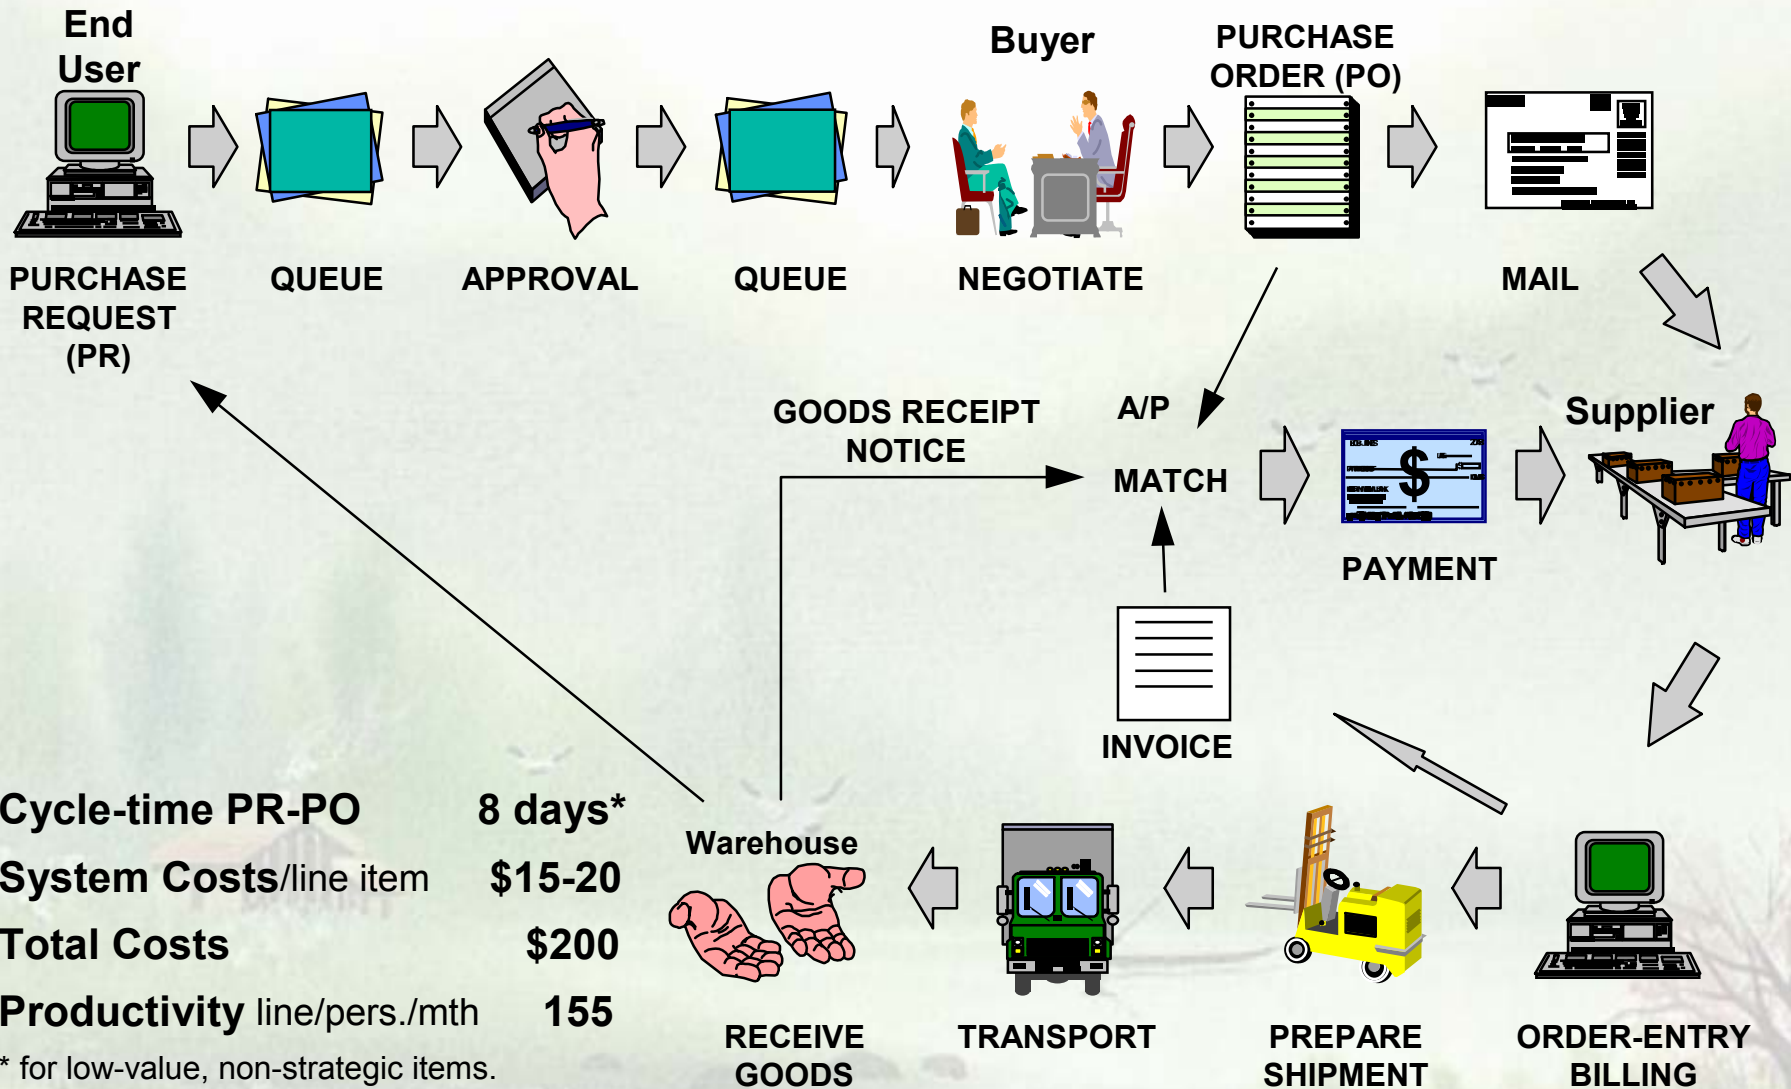 End
User
Buyer
PURCHASE
ORDER (PO)
PURCHASE
REQUEST
(PR)
QUEUE
APPROVAL
QUEUE
NEGOTIATE
MAIL
GOODS RECEIPT
NOTICE
A/P
MATCH
$
PAYMENT
Supplier
INVOICE
Cycle-time PR-PO 8 days*
System Costs/line item $15-20
Total Costs $200
Productivity line/pers./mth 155
* for low-value, non-strategic items.
Warehouse
RECEIVE
GOODS
TRANSPORT
PREPARE
SHIPMENT
ORDER-ENTRY
BILLING